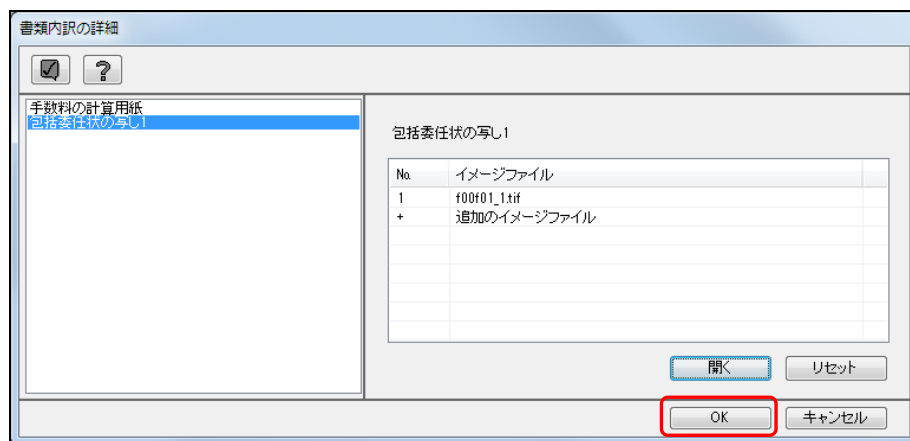 書類内訳の詳細
?
手数料の計算用紙
包括委任状の写し1
包括委任状の写し1
No. イメージファイル
1 f00f01_1.tif
+ 追加のイメージファイル
開く リセット
OK キャンセル